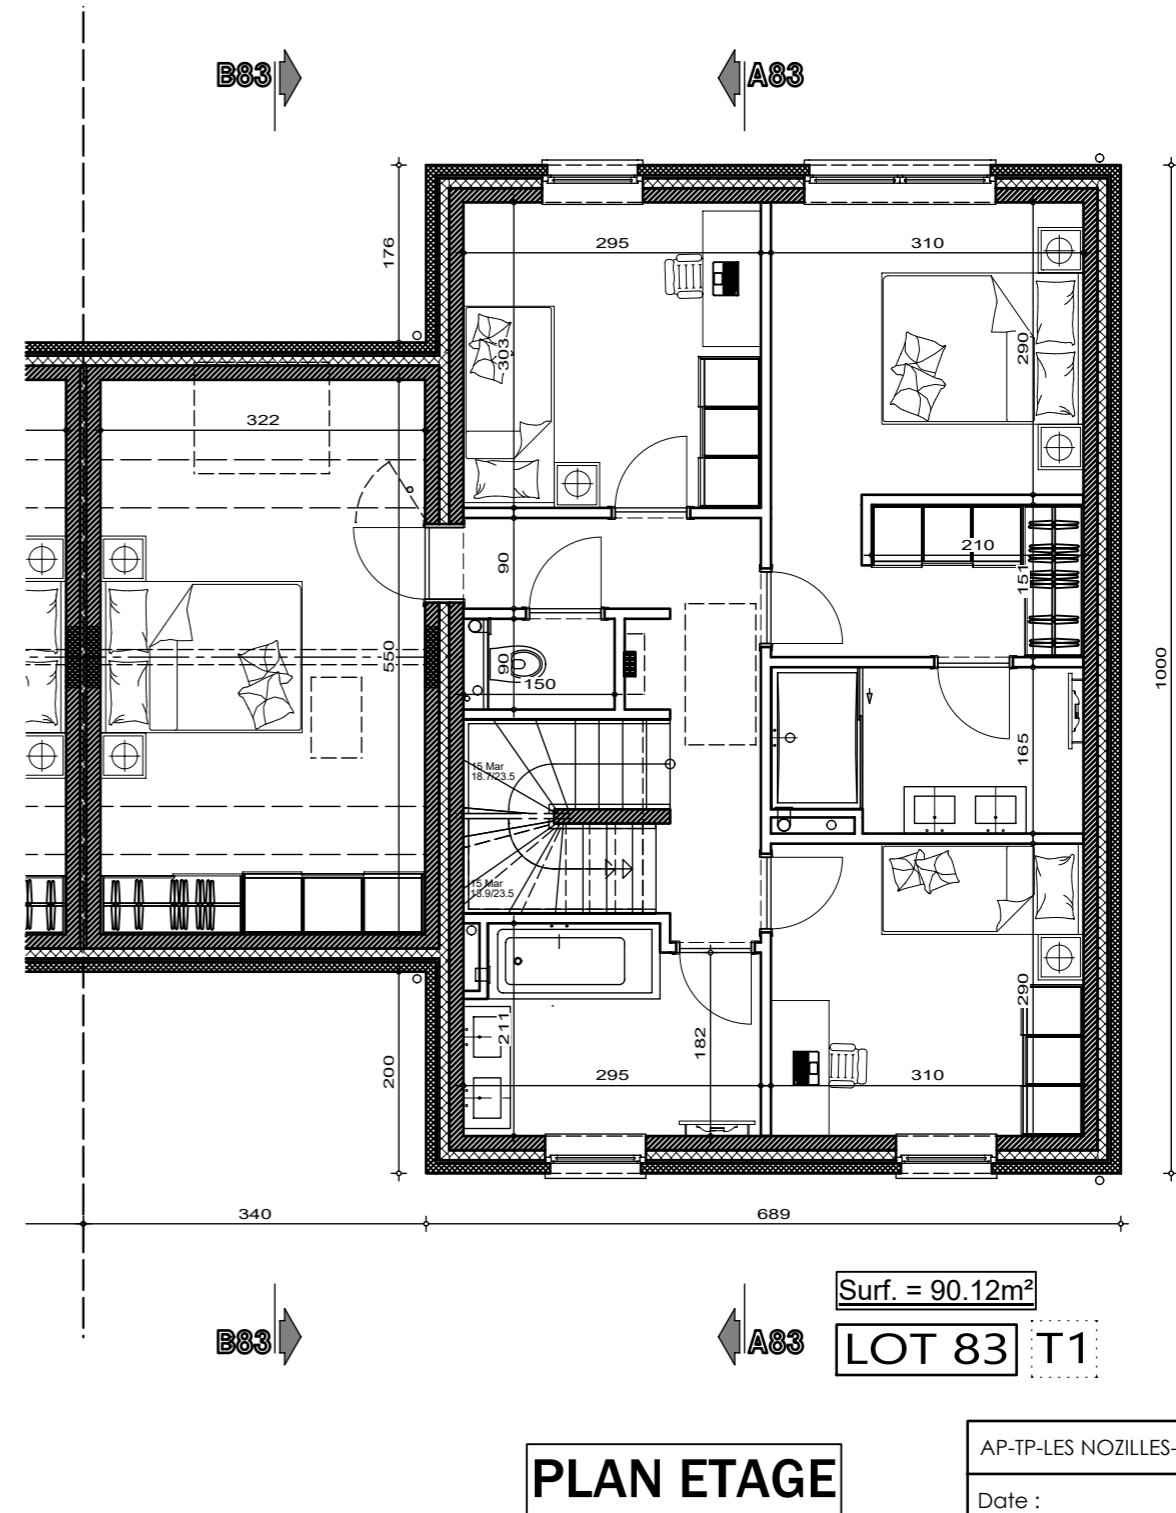 B83
A83
176
295
310
303
290
322
1000
210
90
151
550
90
150
165
15 Mar
18.7/23.5
15 Mar
18.9/23.5
290
211
182
200
295
310
340
689
Surf. = 90.12m²
B83
A83
LOT 83
T1
PLAN ETAGE
AP-TP-LES NOZILLES-
Date :